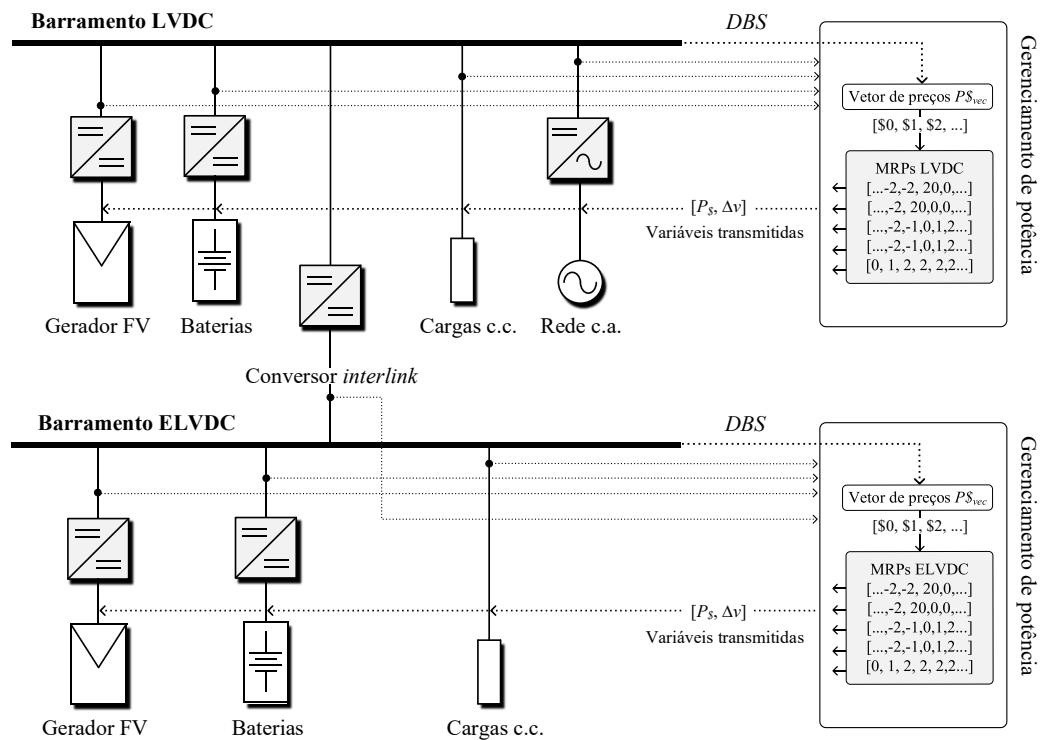 Barramento LVDC
DBS
Vetor de preços P$vec
[$0, $1, $2, ...]
MRPs LVDC
[...-2,-2, 20,0,...]
[...,-2, 20,0,0,...]
[...,-2,-1,0,1,2...]
[...,-2,-1,0,1,2...]
[0, 1, 2, 2, 2,2...]
Gerenciamento de potência
[P$, Δv]
Variáveis transmitidas
Gerador FV
Baterias
Cargas c.c.
Rede c.a.
Conversor interlink
Barramento ELVDC
DBS
Vetor de preços P$vec
[$0, $1, $2, ...]
MRPs ELVDC
[...-2,-2, 20,0,...]
[...,-2, 20,0,0,...]
[...,-2,-1,0,1,2...]
[...,-2,-1,0,1,2...]
[0, 1, 2, 2, 2,2...]
Gerenciamento de potência
[P$, Δv]
Variáveis transmitidas
Gerador FV
Baterias
Cargas c.c.